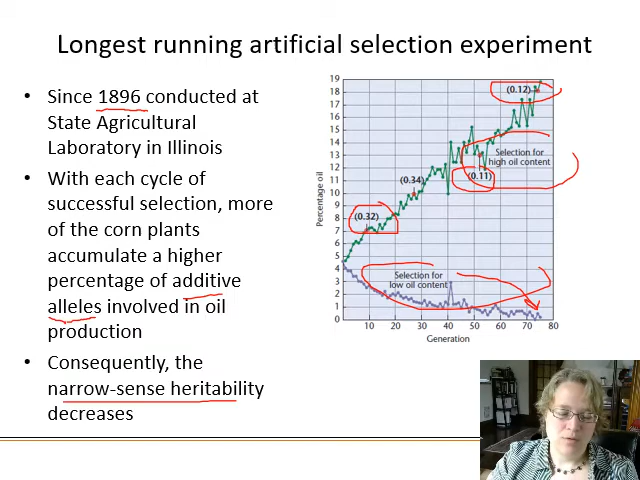 Longest running artificial selection experiment
• Since 1896 conducted at
State Agricultural
Laboratory in Illinois
• With each cycle of
successful selection, more
of the corn plants
accumulate a higher
percentage of additive
alleles involved in oil
production
• Consequently, the
narrow-sense heritability
decreases
Percentage oil
19
18
17
16
15
14
13
12
11
10
9
8
7
6
5
4
3
2
1
0
(0.12)
Selection for
high oil content
(0.11)
(0.34)
(0.32)
Selection for
low oil content
10 20 30 40 50 60 70 80
Generation